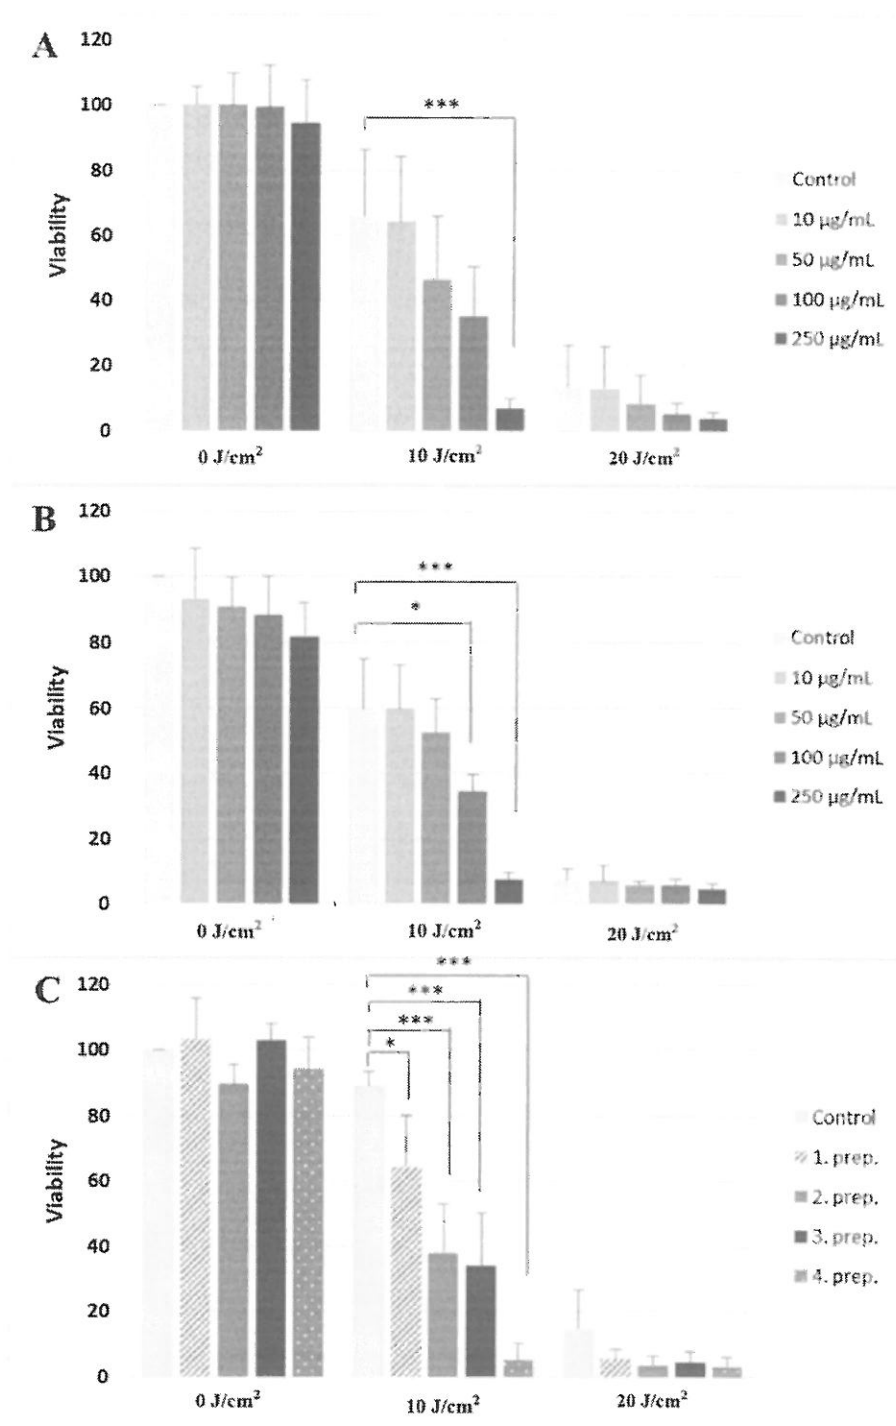 A
120
100
80
60
40
20
0
Viability
***
0 J/cm²
10 J/cm²
20 J/cm²
Control
10 µg/mL
50 µg/mL
100 µg/mL
250 µg/mL
B
120
100
80
60
40
20
0
Viability
***
*
0 J/cm²
10 J/cm²
20 J/cm²
Control
10 µg/mL
50 µg/mL
100 µg/mL
250 µg/mL
C
120
100
80
60
40
20
0
Viability
***
***
***
*
0 J/cm²
10 J/cm²
20 J/cm²
Control
1. prep.
2. prep.
3. prep.
4. prep.